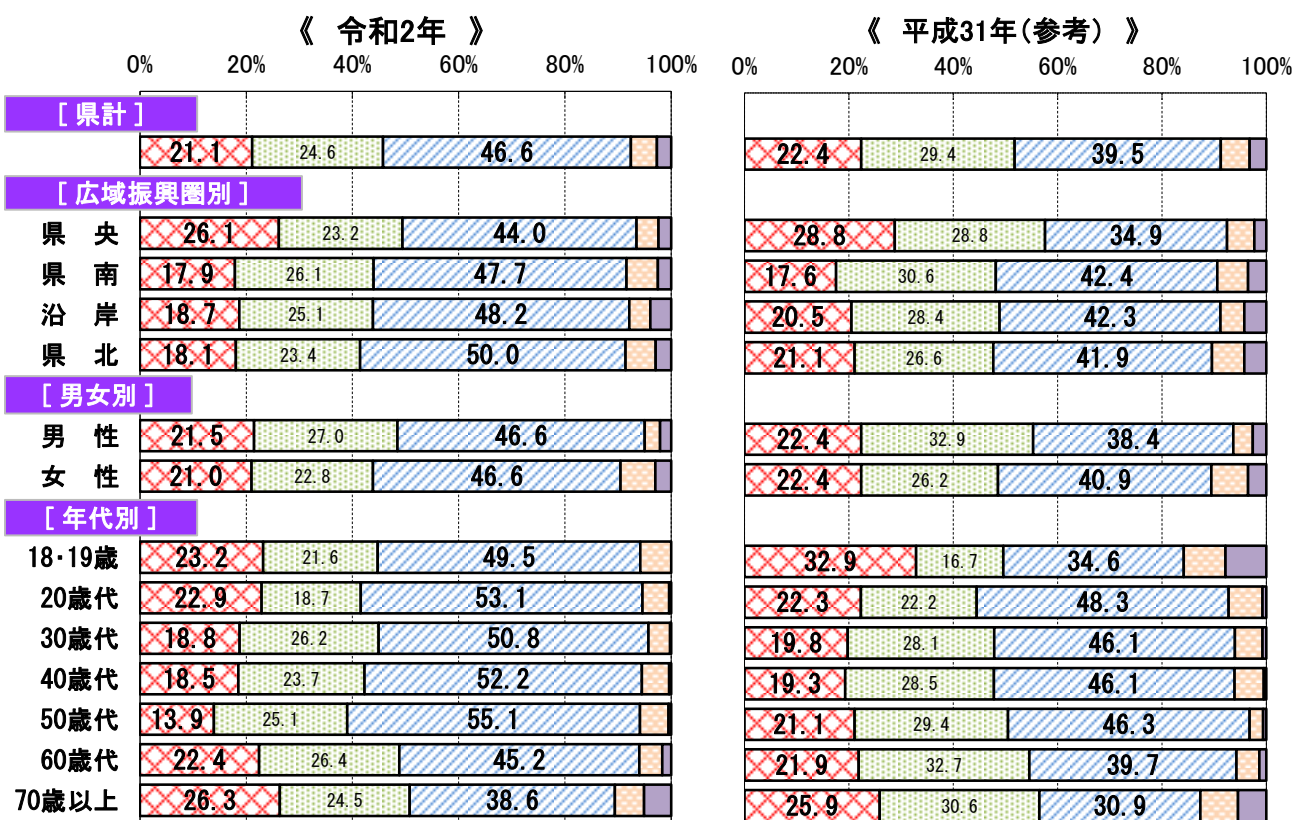 《 令和2年 》 《 平成31年(参考) 》
0% 20% 40% 60% 80% 100% 0% 20% 40% 60% 80% 100%
[ 県計 ]
21.1 24.6 46.6 22.4 29.4 39.5
[ 広域振興圏別 ]
県 央 26.1 23.2 44.0 28.8 28.8 34.9
県 南 17.9 26.1 47.7 17.6 30.6 42.4
沿 岸 18.7 25.1 48.2 20.5 28.4 42.3
県 北 18.1 23.4 50.0 21.1 26.6 41.9
[ 男女別 ]
男 性 21.5 27.0 46.6 22.4 32.9 38.4
女 性 21.0 22.8 46.6 22.4 26.2 40.9
[ 年代別 ]
18・19歳 23.2 21.6 49.5 32.9 16.7 34.6
20歳代 22.9 18.7 53.1 22.3 22.2 48.3
30歳代 18.8 26.2 50.8 19.8 28.1 46.1
40歳代 18.5 23.7 52.2 19.3 28.5 46.1
50歳代 13.9 25.1 55.1 21.1 29.4 46.3
60歳代 22.4 26.4 45.2 21.9 32.7 39.7
70歳以上 26.3 24.5 38.6 25.9 30.6 30.9